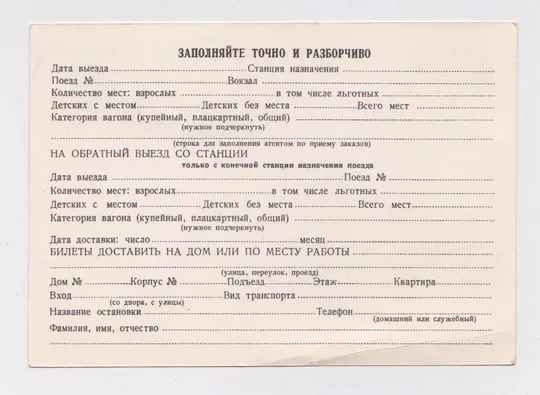 ЗАПОЛНЯЙТЕ ТОЧНО И РАЗБОРЧИВО
Дата выезда Станция назначения
Поезд № Вокзал
Количество мест: взрослых в том числе льготных
Детских с местом Детских без места Всего мест
Категория вагона (купейный, плацкартный, общий)
(нужное подчеркнуть)
(строка для заполнения агентом по приему заказов)
НА ОБРАТНЫЙ ВЫЕЗД СО СТАНЦИИ
только с конечной станции назначения поезда
Дата выезда Поезд №
Количество мест: взрослых в том числе льготных
Детских с местом Детских без места Всего мест
Категория вагона (купейный, плацкартный, общий)
(нужное подчеркнуть)
Дата доставки: число месяц
БИЛЕТЫ ДОСТАВИТЬ НА ДОМ ИЛИ ПО МЕСТУ РАБОТЫ
(улица, переулок, проезд)
Дом № Корпус № Подъезд Этаж Квартира
Вход Вид транспорта
(со двора, с улицы)
Название остановки Телефон
(домашний или служебный)
Фамилия, имя, отчество